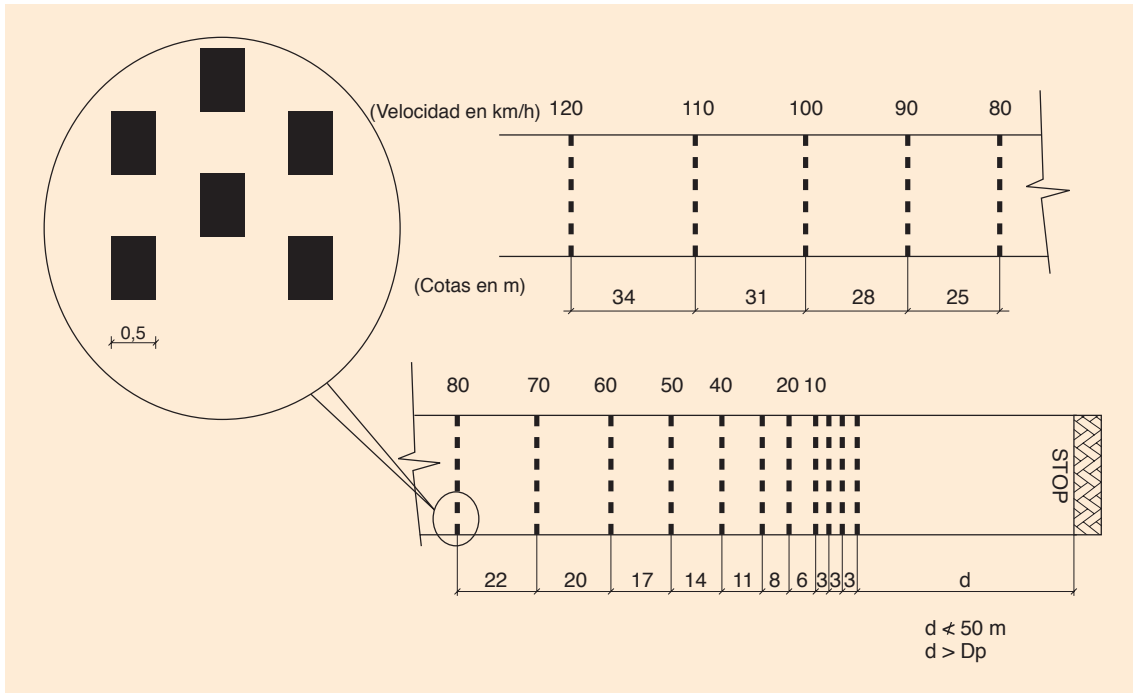 (Velocidad en km/h) 120 110 100 90 80
(Cotas en m)
34 31 28 25
0,5
80 70 60 50 40 20 10
STOP
22 20 17 14 11 8 6 3 3 3 d
d ≮ 50 m
d > Dp